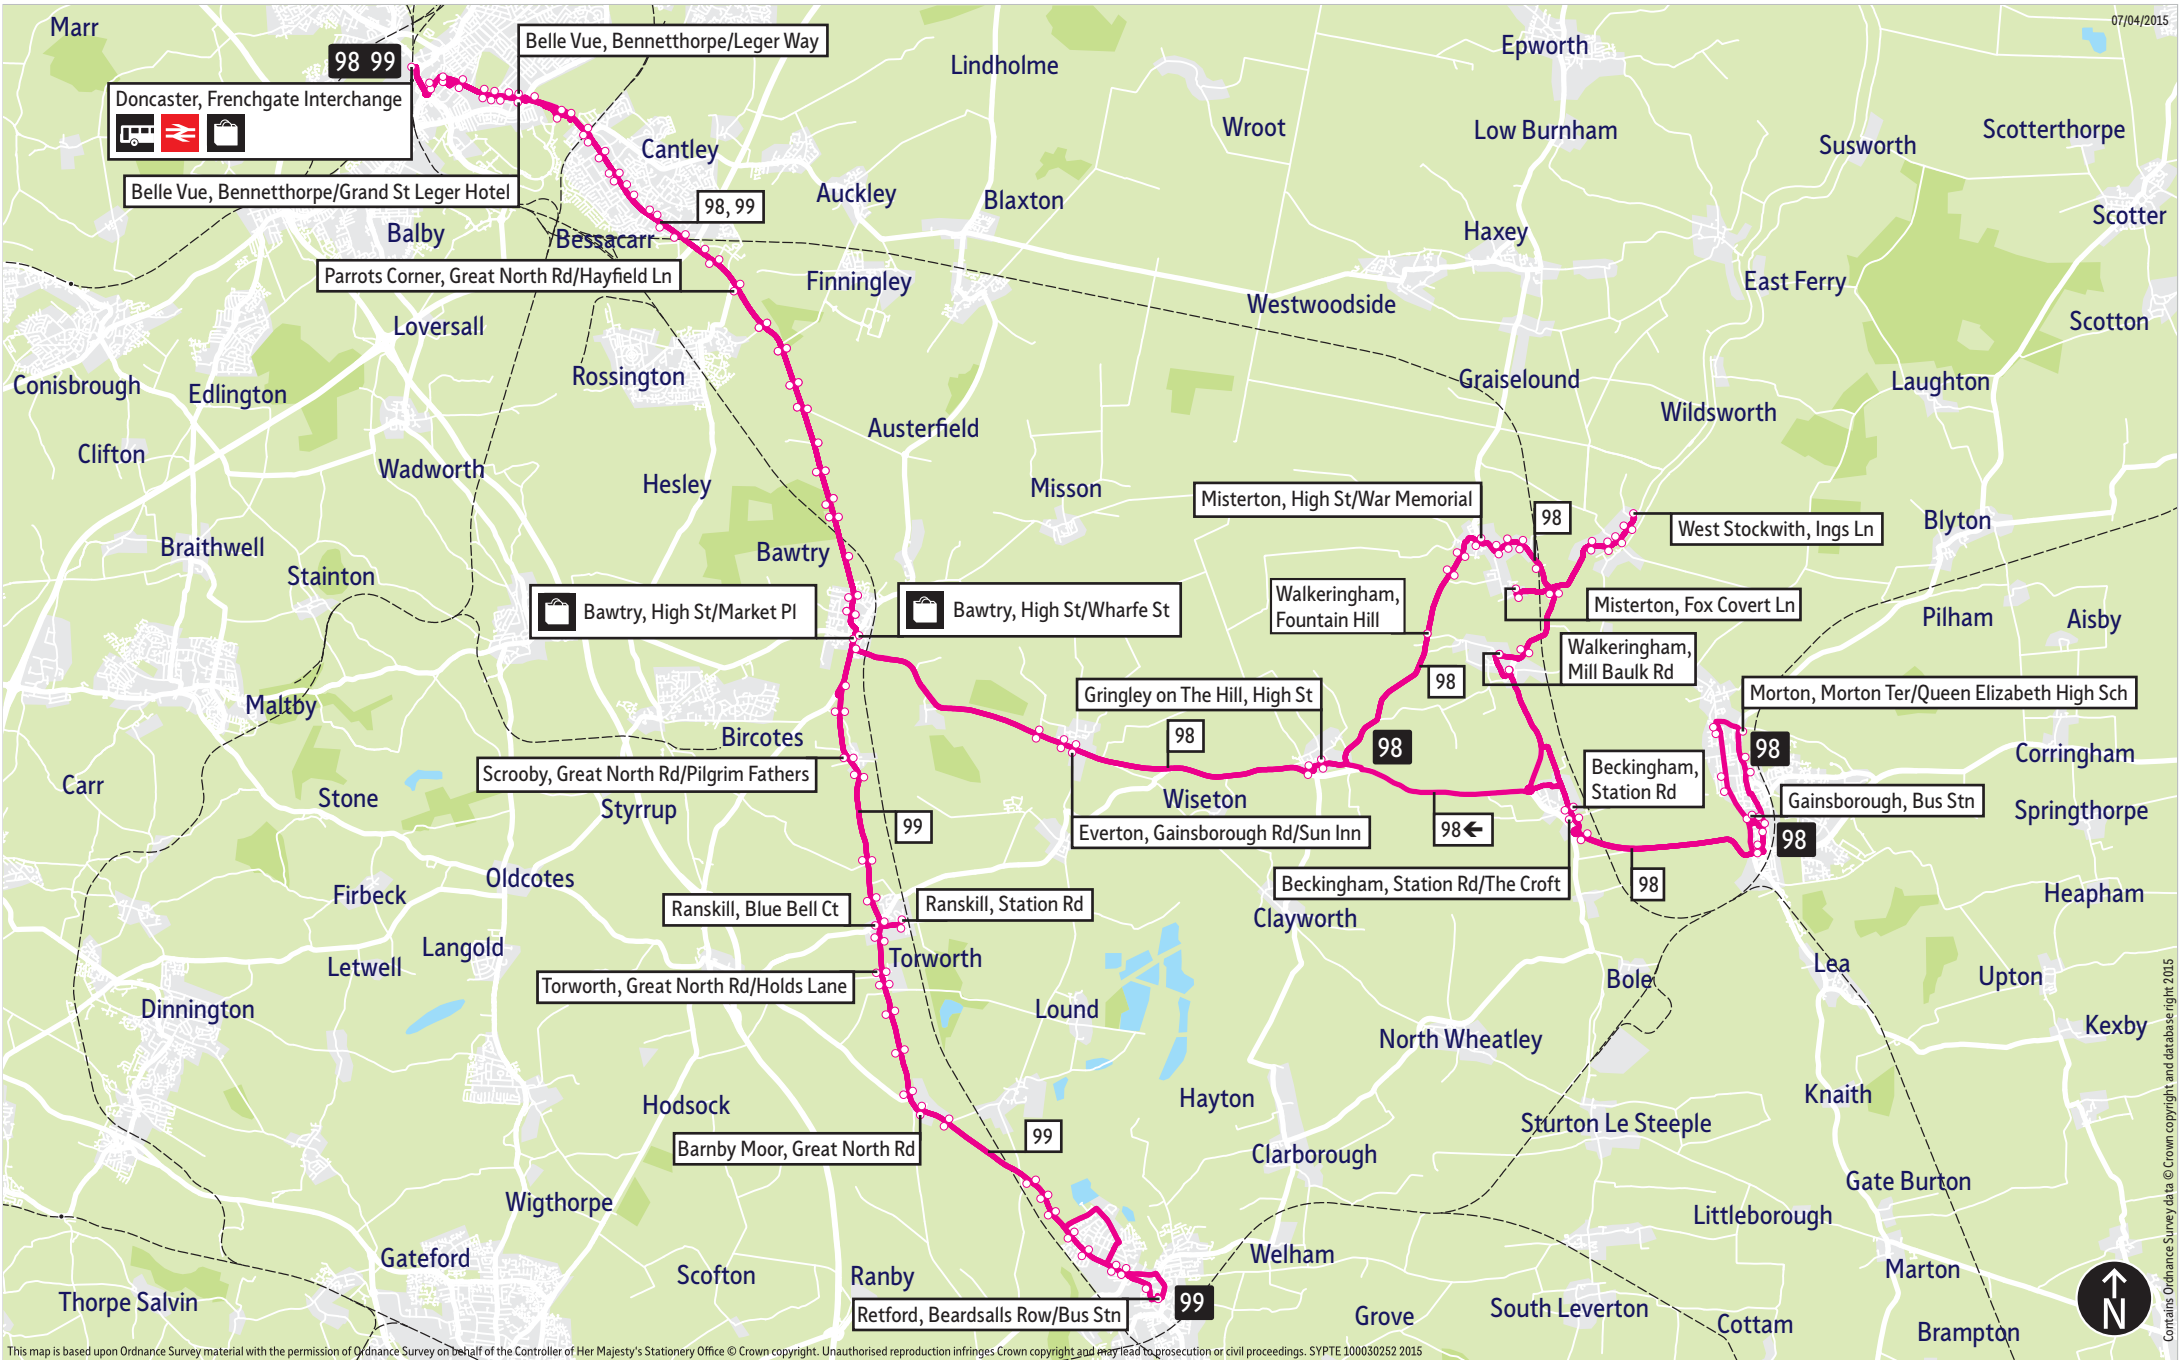 07/04/2015
Marr
Belle Vue, Bennetthorpe/Leger Way
Epworth
98 99
Lindholme
Doncaster, Frenchgate Interchange
Wroot
Low Burnham
Scotterthorpe
Susworth
Cantley
Belle Vue, Bennetthorpe/Grand St Leger Hotel
Auckley
Blaxton
98, 99
Scotter
Balby
Bessacarr
Haxey
Parrots Corner, Great North Rd/Hayfield Ln
Finningley
East Ferry
Westwoodside
Loversall
Scotton
Conisbrough
Edlington
Rossington
Graiselound
Laughton
Wildsworth
Austerfield
Clifton
Wadworth
Hesley
Misson
Misterton, High St/War Memorial
98
West Stockwith, Ings Ln
Blyton
Braithwell
Bawtry
Stainton
Bawtry, High St/Market Pl
Bawtry, High St/Wharfe St
Walkeringham,
Fountain Hill
Misterton, Fox Covert Ln
Pilham
Aisby
Walkeringham,
Mill Baulk Rd
98
Maltby
Gringley on The Hill, High St
Morton, Morton Ter/Queen Elizabeth High Sch
Bircotes
98
98
98
Corringham
Scrooby, Great North Rd/Pilgrim Fathers
Beckingham,
Station Rd
Carr
Stone
Styrrup
Wiseton
Gainsborough, Bus Stn
Springthorpe
99
Everton, Gainsborough Rd/Sun Inn
98←
98
Oldcotes
Firbeck
Beckingham, Station Rd/The Croft
98
Heapham
Ranskill, Blue Bell Ct
Ranskill, Station Rd
Clayworth
Langold
Letwell
Torworth
Lea
Bole
Upton
Torworth, Great North Rd/Holds Lane
Dinnington
Lound
North Wheatley
Kexby
Hodsock
Hayton
Knaith
Sturton Le Steeple
Barnby Moor, Great North Rd
99
Clarborough
Gate Burton
Wigthorpe
Littleborough
Gateford
Welham
Scofton
Ranby
Marton
Thorpe Salvin
Retford, Beardsalls Row/Bus Stn
99
Grove
South Leverton
Cottam
Brampton
N
This map is based upon Ordnance Survey material with the permission of Ordnance Survey on behalf of the Controller of Her Majesty's Stationery Office © Crown copyright. Unauthorised reproduction infringes Crown copyright and may lead to prosecution or civil proceedings. SYPTE 100030252 2015
Contains Ordnance Survey data © Crown copyright and database right 2015